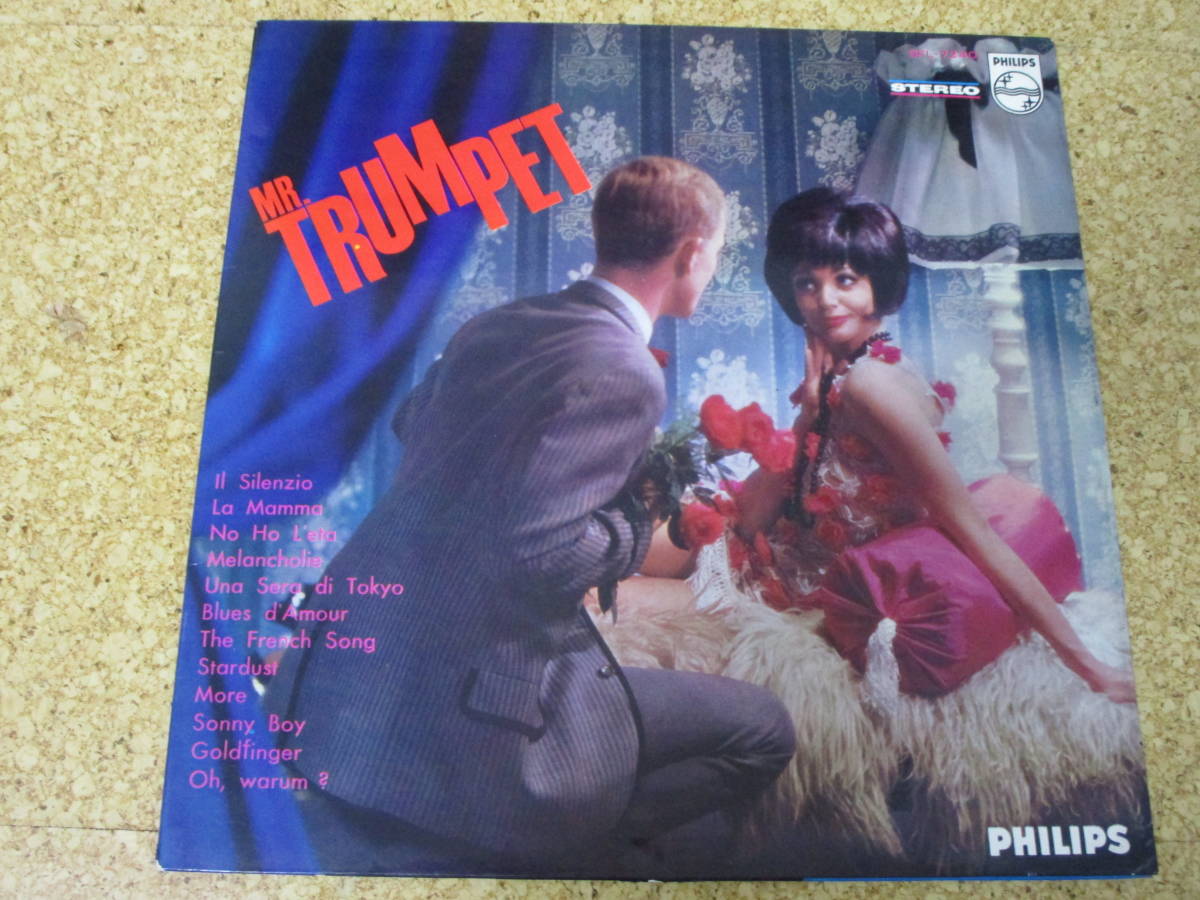 STEREO
PHILIPS
MR.
TRUMPET
Il Silenzio
La Mamma
No Ho L'eta
Melancholie
Una Sera di Tokyo
Blues d'Amour
The French Song
Stardust
More
Sonny Boy
Goldfinger
Oh, warum ?
PHILIPS